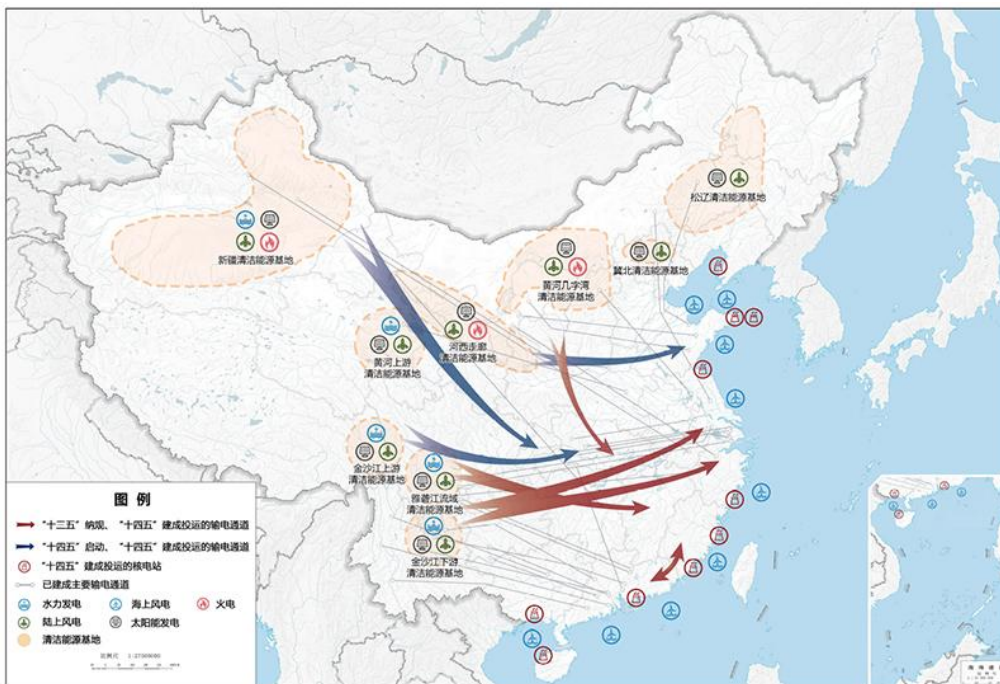 松辽清洁能源基地
新疆清洁能源基地
冀北清洁能源基地
黄河几字湾
清洁能源基地
河西走廊
清洁能源基地
黄河上游
清洁能源基地
金沙江上游
清洁能源基地
雅砻江流域
清洁能源基地
金沙江下游
清洁能源基地
图 例
“十三五”纳规、“十四五”建成投运的输电通道
“十四五”启动、“十四五”建成投运的输电通道
“十四五”建成投运的核电站
已建成主要输电通道
水力发电 海上风电 火电
陆上风电 太阳能发电
清洁能源基地
比例尺